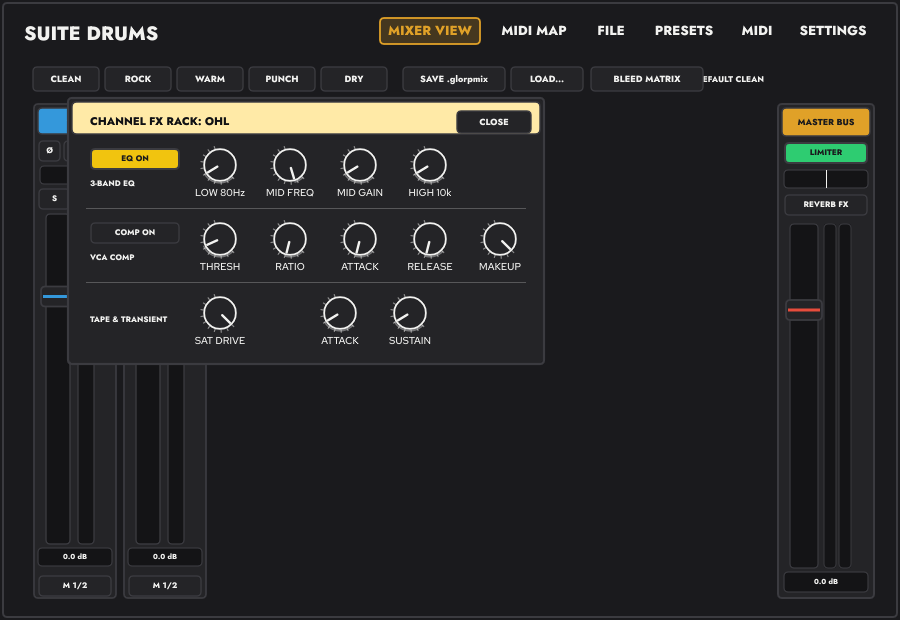 SUITE DRUMS
MIXER VIEW MIDI MAP FILE PRESETS MIDI SETTINGS
CLEAN ROCK WARM PUNCH DRY SAVE .glorpmix LOAD... BLEED MATRIX EFAULT CLEAN
CHANNEL FX RACK: OHL CLOSE
EQ ON
3-BAND EQ
LOW 80Hz MID FREQ MID GAIN HIGH 10k
COMP ON
VCA COMP
THRESH RATIO ATTACK RELEASE MAKEUP
TAPE & TRANSIENT
SAT DRIVE ATTACK SUSTAIN
Ø
S
MASTER BUS
LIMITER
REVERB FX
0.0 dB 0.0 dB 0.0 dB
M 1/2 M 1/2